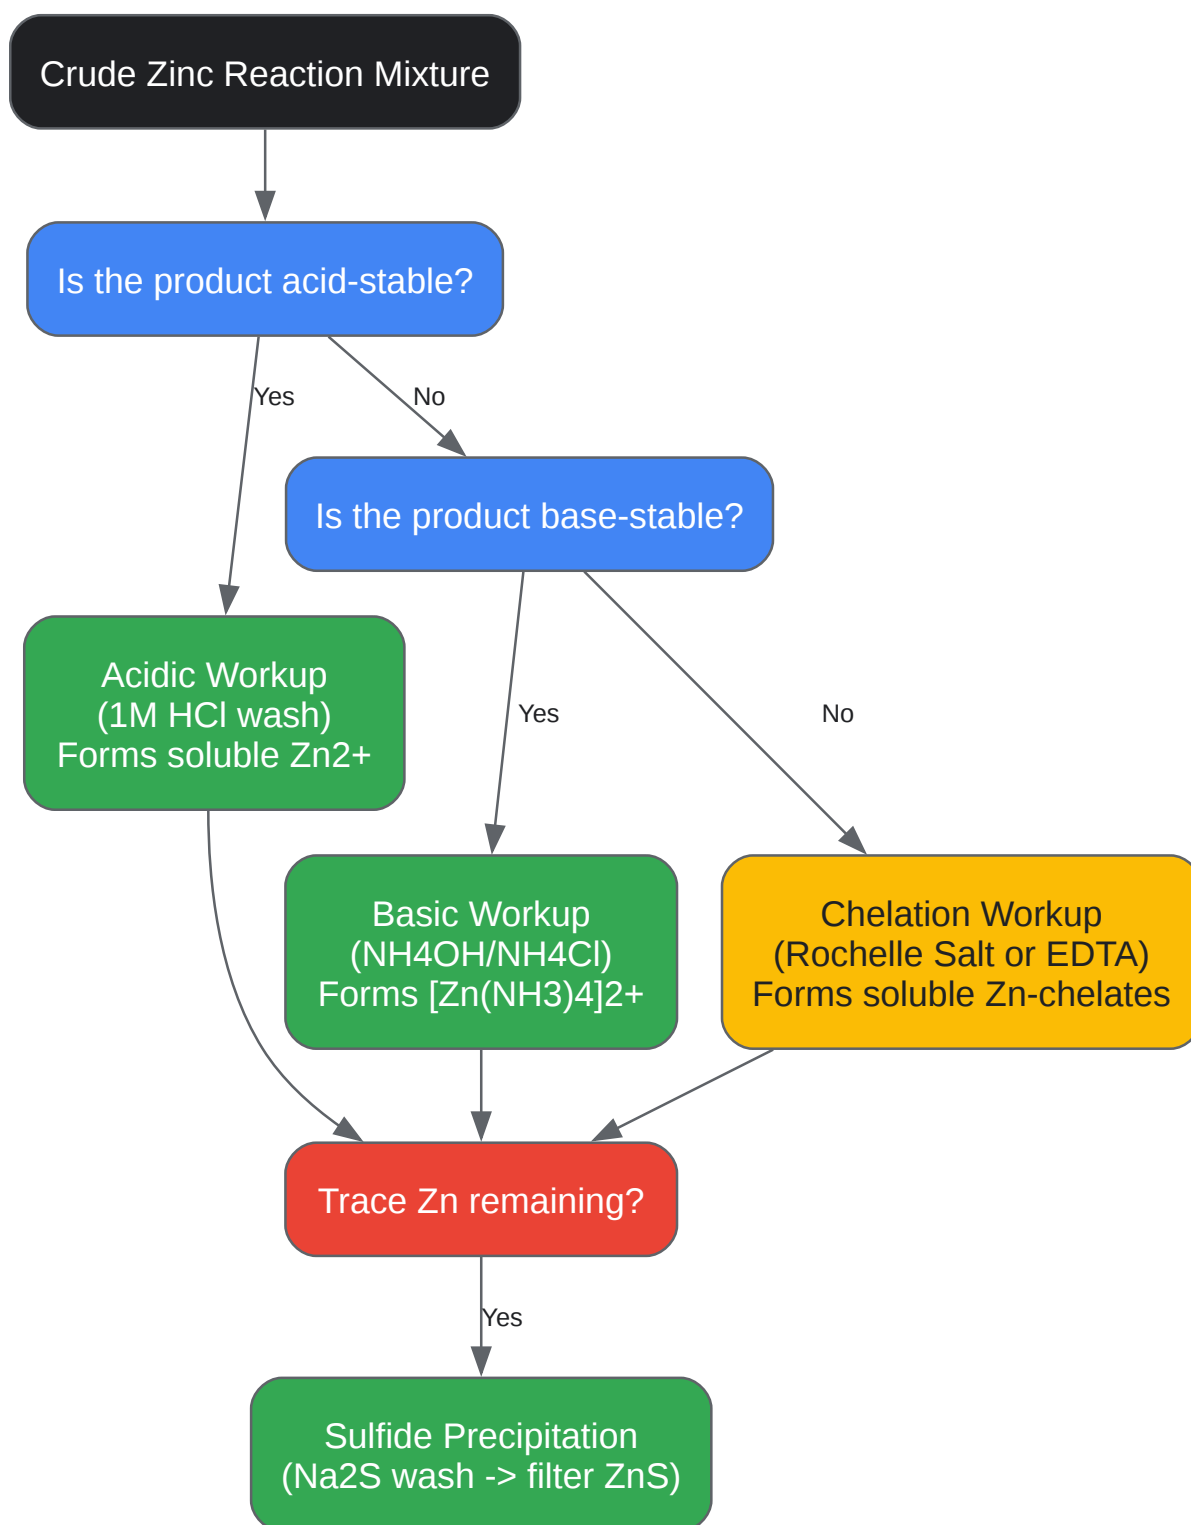 Crude Zinc Reaction Mixture
Is the product acid-stable?
Yes
No
Is the product base-stable?
Acidic Workup
(1M HCl wash)
Forms soluble Zn2+
Yes
No
Basic Workup
(NH4OH/NH4Cl)
Forms [Zn(NH3)4]2+
Chelation Workup
(Rochelle Salt or EDTA)
Forms soluble Zn-chelates
Trace Zn remaining?
Yes
Sulfide Precipitation
(Na2S wash -> filter ZnS)